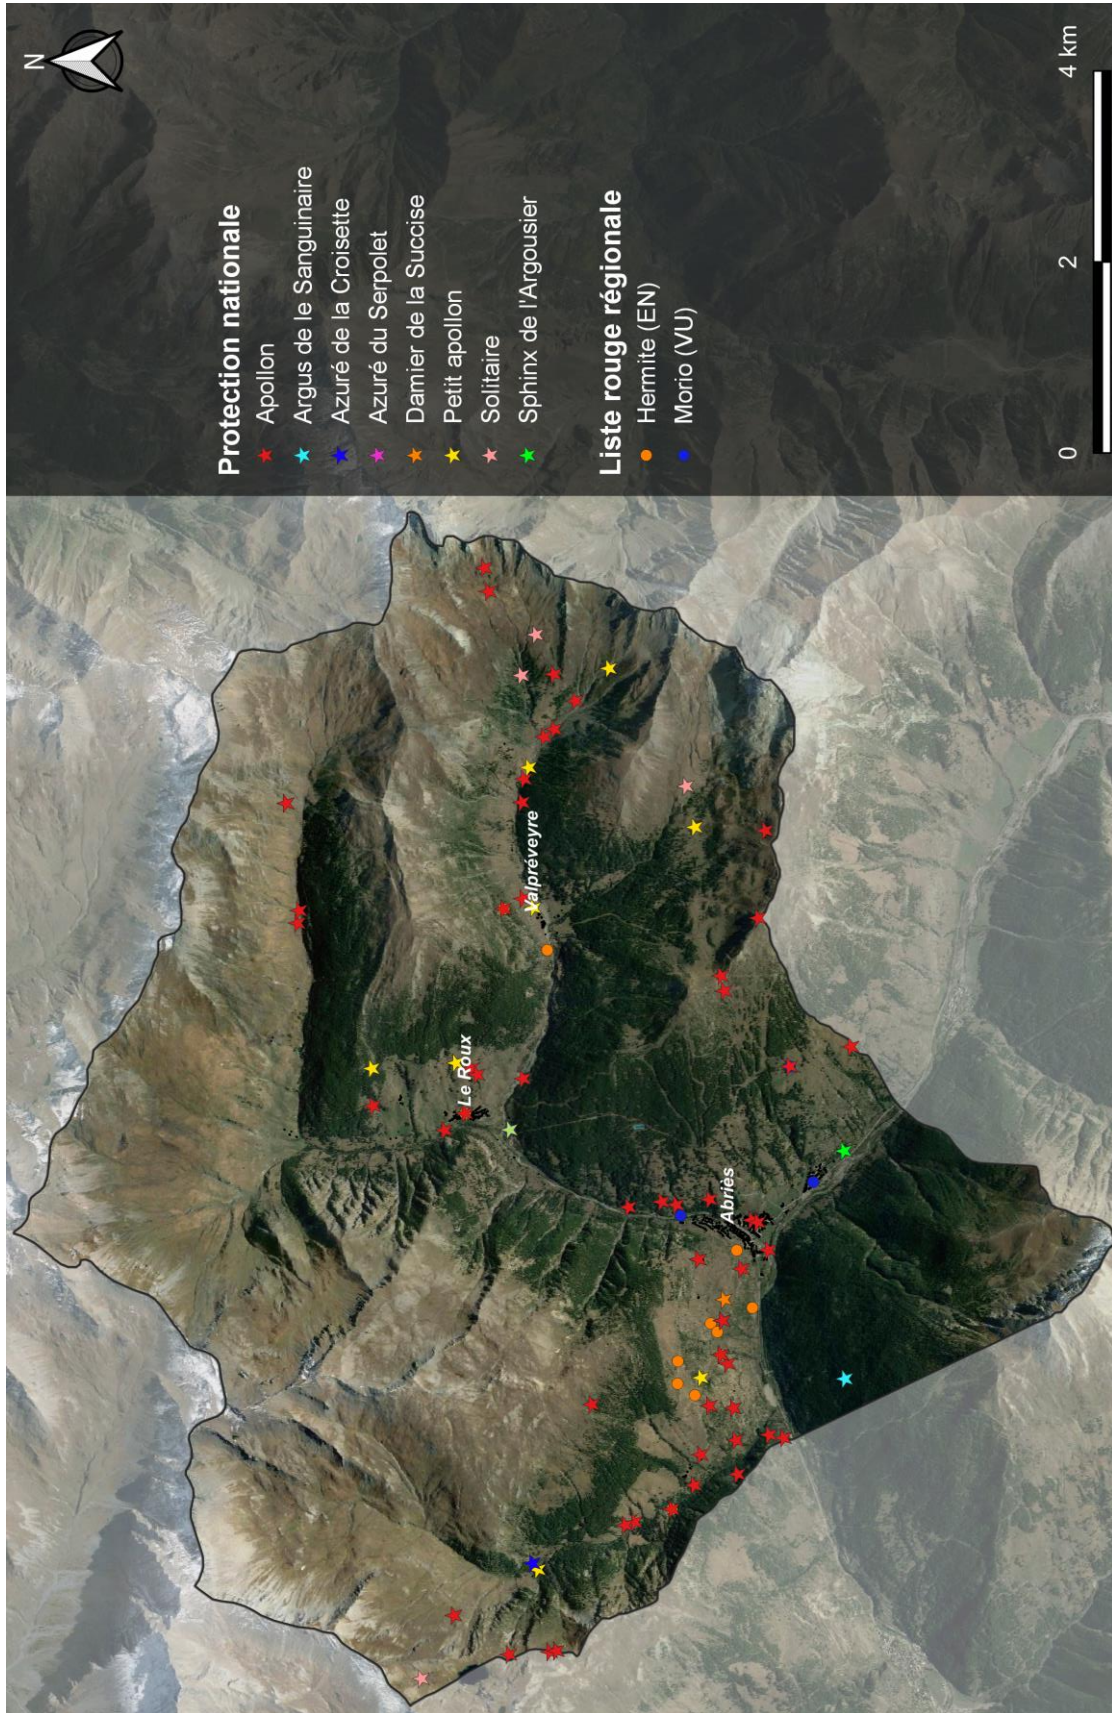 N
Protection nationale
Apollon
Argus de le Sanguinaire
Azuré de la Croisette
Azuré du Serpolet
Damier de la Succise
Petit apollon
Solitaire
Sphinx de l'Argousier
Liste rouge régionale
Hermite (EN)
Morio (VU)
0 2 4 km
Le Roux
Valpréveyre
Abriès